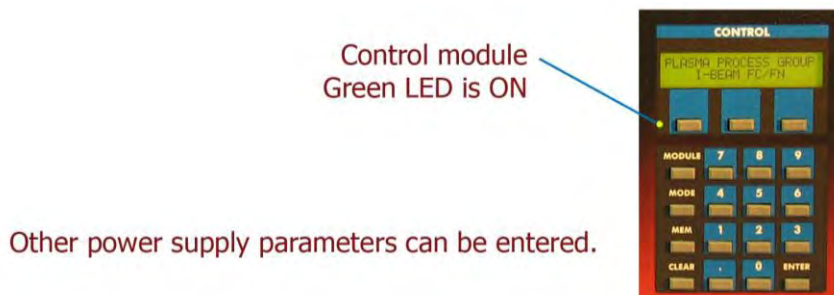 Control module
Green LED is ON
CONTROL
PLASMA PROCESS GROUP
I-BEAM FC/FN
MODULE 7 8 9
MODE 4 5 6
MEM 1 2 3
CLEAR . 0 ENTER
Other power supply parameters can be entered.